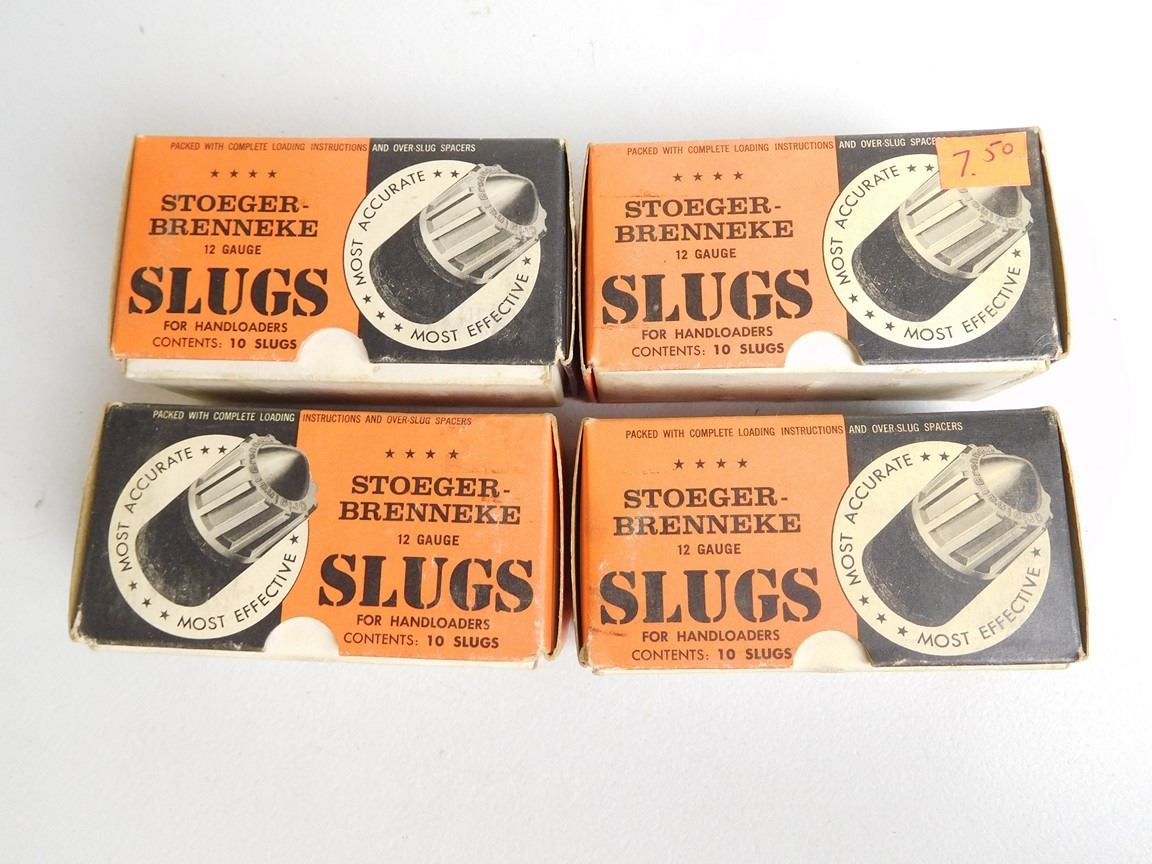 PACKED WITH COMPLETE LOADING INSTRUCTIONS AND OVER-SLUG SPACERS
★ ★ ★ ★
STOEGER-
BRENNEKE
12 GAUGE
SLUGS
FOR HANDLOADERS
CONTENTS: 10 SLUGS
★ ★ MOST ACCURATE ★ ★
★ MOST EFFECTIVE ★
PACKED WITH COMPLETE LOADING INSTRUCTIONS AND OVER-SLUG
7.50
★ ★ ★ ★
STOEGER-
BRENNEKE
12 GAUGE
SLUGS
FOR HANDLOADERS
CONTENTS: 10 SLUGS
★ ★ MOST ACCURATE ★ ★
★ MOST EFFECTIVE ★
PACKED WITH COMPLETE LOADING INSTRUCTIONS AND OVER-SLUG SPACERS
★ ★ MOST ACCURATE ★ ★
★ MOST EFFECTIVE ★
★ ★ ★ ★
STOEGER-
BRENNEKE
12 GAUGE
SLUGS
FOR HANDLOADERS
CONTENTS: 10 SLUGS
PACKED WITH COMPLETE LOADING INSTRUCTIONS AND OVER-SLUG SPACERS
★ ★ ★ ★
STOEGER-
BRENNEKE
12 GAUGE
SLUGS
FOR HANDLOADERS
CONTENTS: 10 SLUGS
★ ★ MOST ACCURATE ★ ★
★ MOST EFFECTIVE ★